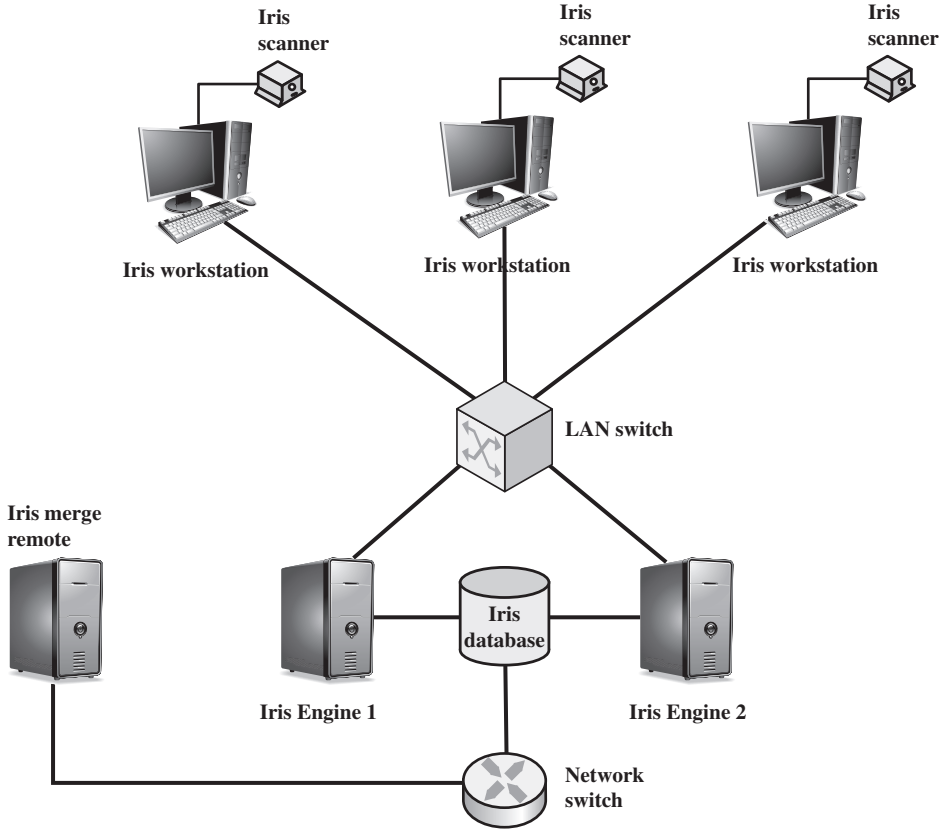 Iris
scanner
Iris
scanner
Iris
scanner
Iris workstation
Iris workstation
Iris workstation
LAN switch
Iris merge
remote
Iris
database
Iris Engine 1
Iris Engine 2
Network
switch